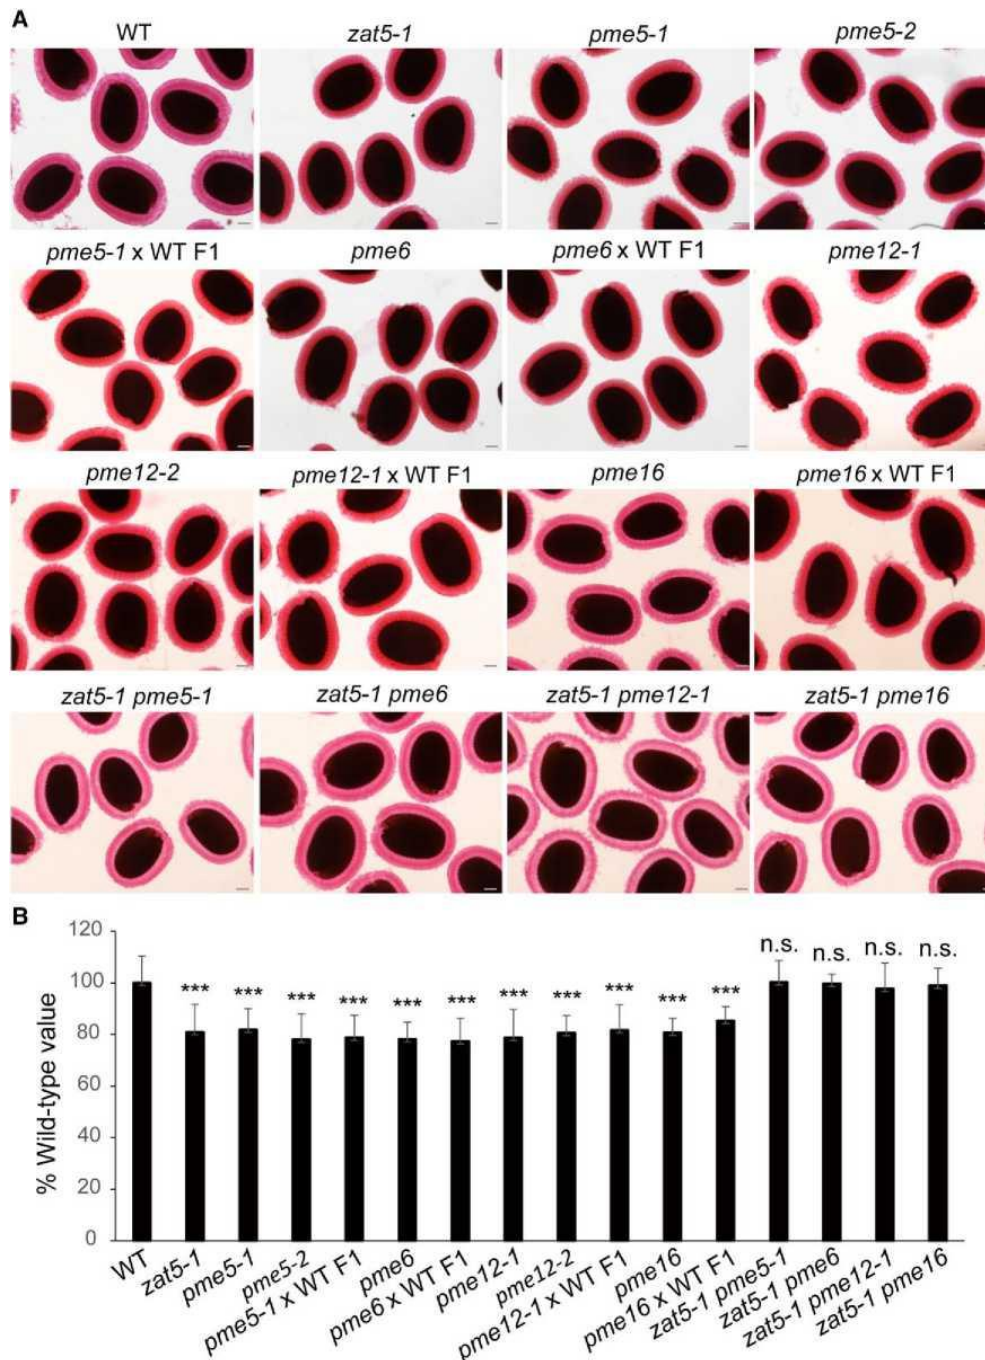 A
WT zat5-1 pme5-1 pme5-2
pme5-1 x WT F1 pme6 pme6 x WT F1 pme12-1
pme12-2 pme12-1 x WT F1 pme16 pme16 x WT F1
zat5-1 pme5-1 zat5-1 pme6 zat5-1 pme12-1 zat5-1 pme16
B
% Wild-type value
120
100
80
60
40
20
0
*** *** *** *** *** *** *** *** *** *** *** n.s. n.s. n.s. n.s.
WT
zat5-1
pme5-1
pme5-2
pme5-1 x WT F1
pme6
pme6 x WT F1
pme12-1
pme12-2
pme12-1 x WT F1
pme16
pme16 x WT F1
zat5-1 pme5-1
zat5-1 pme6
zat5-1 pme12-1
zat5-1 pme16